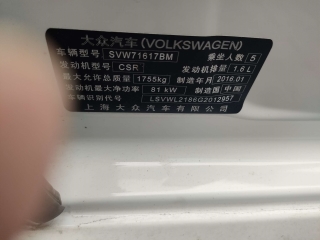 大众汽车(VOLKSWAGEN)
车辆型号 SVW71617BM 乘坐人数 5
发动机型号 CSR 发动机排量 1.6 L
最大允许总质量 1755kg 制造年月 2016.01
发动机最大净功率 81 kW 制造国 中国
车辆识别代号 LSVWL2186G2012957
上海大众汽车有限公司